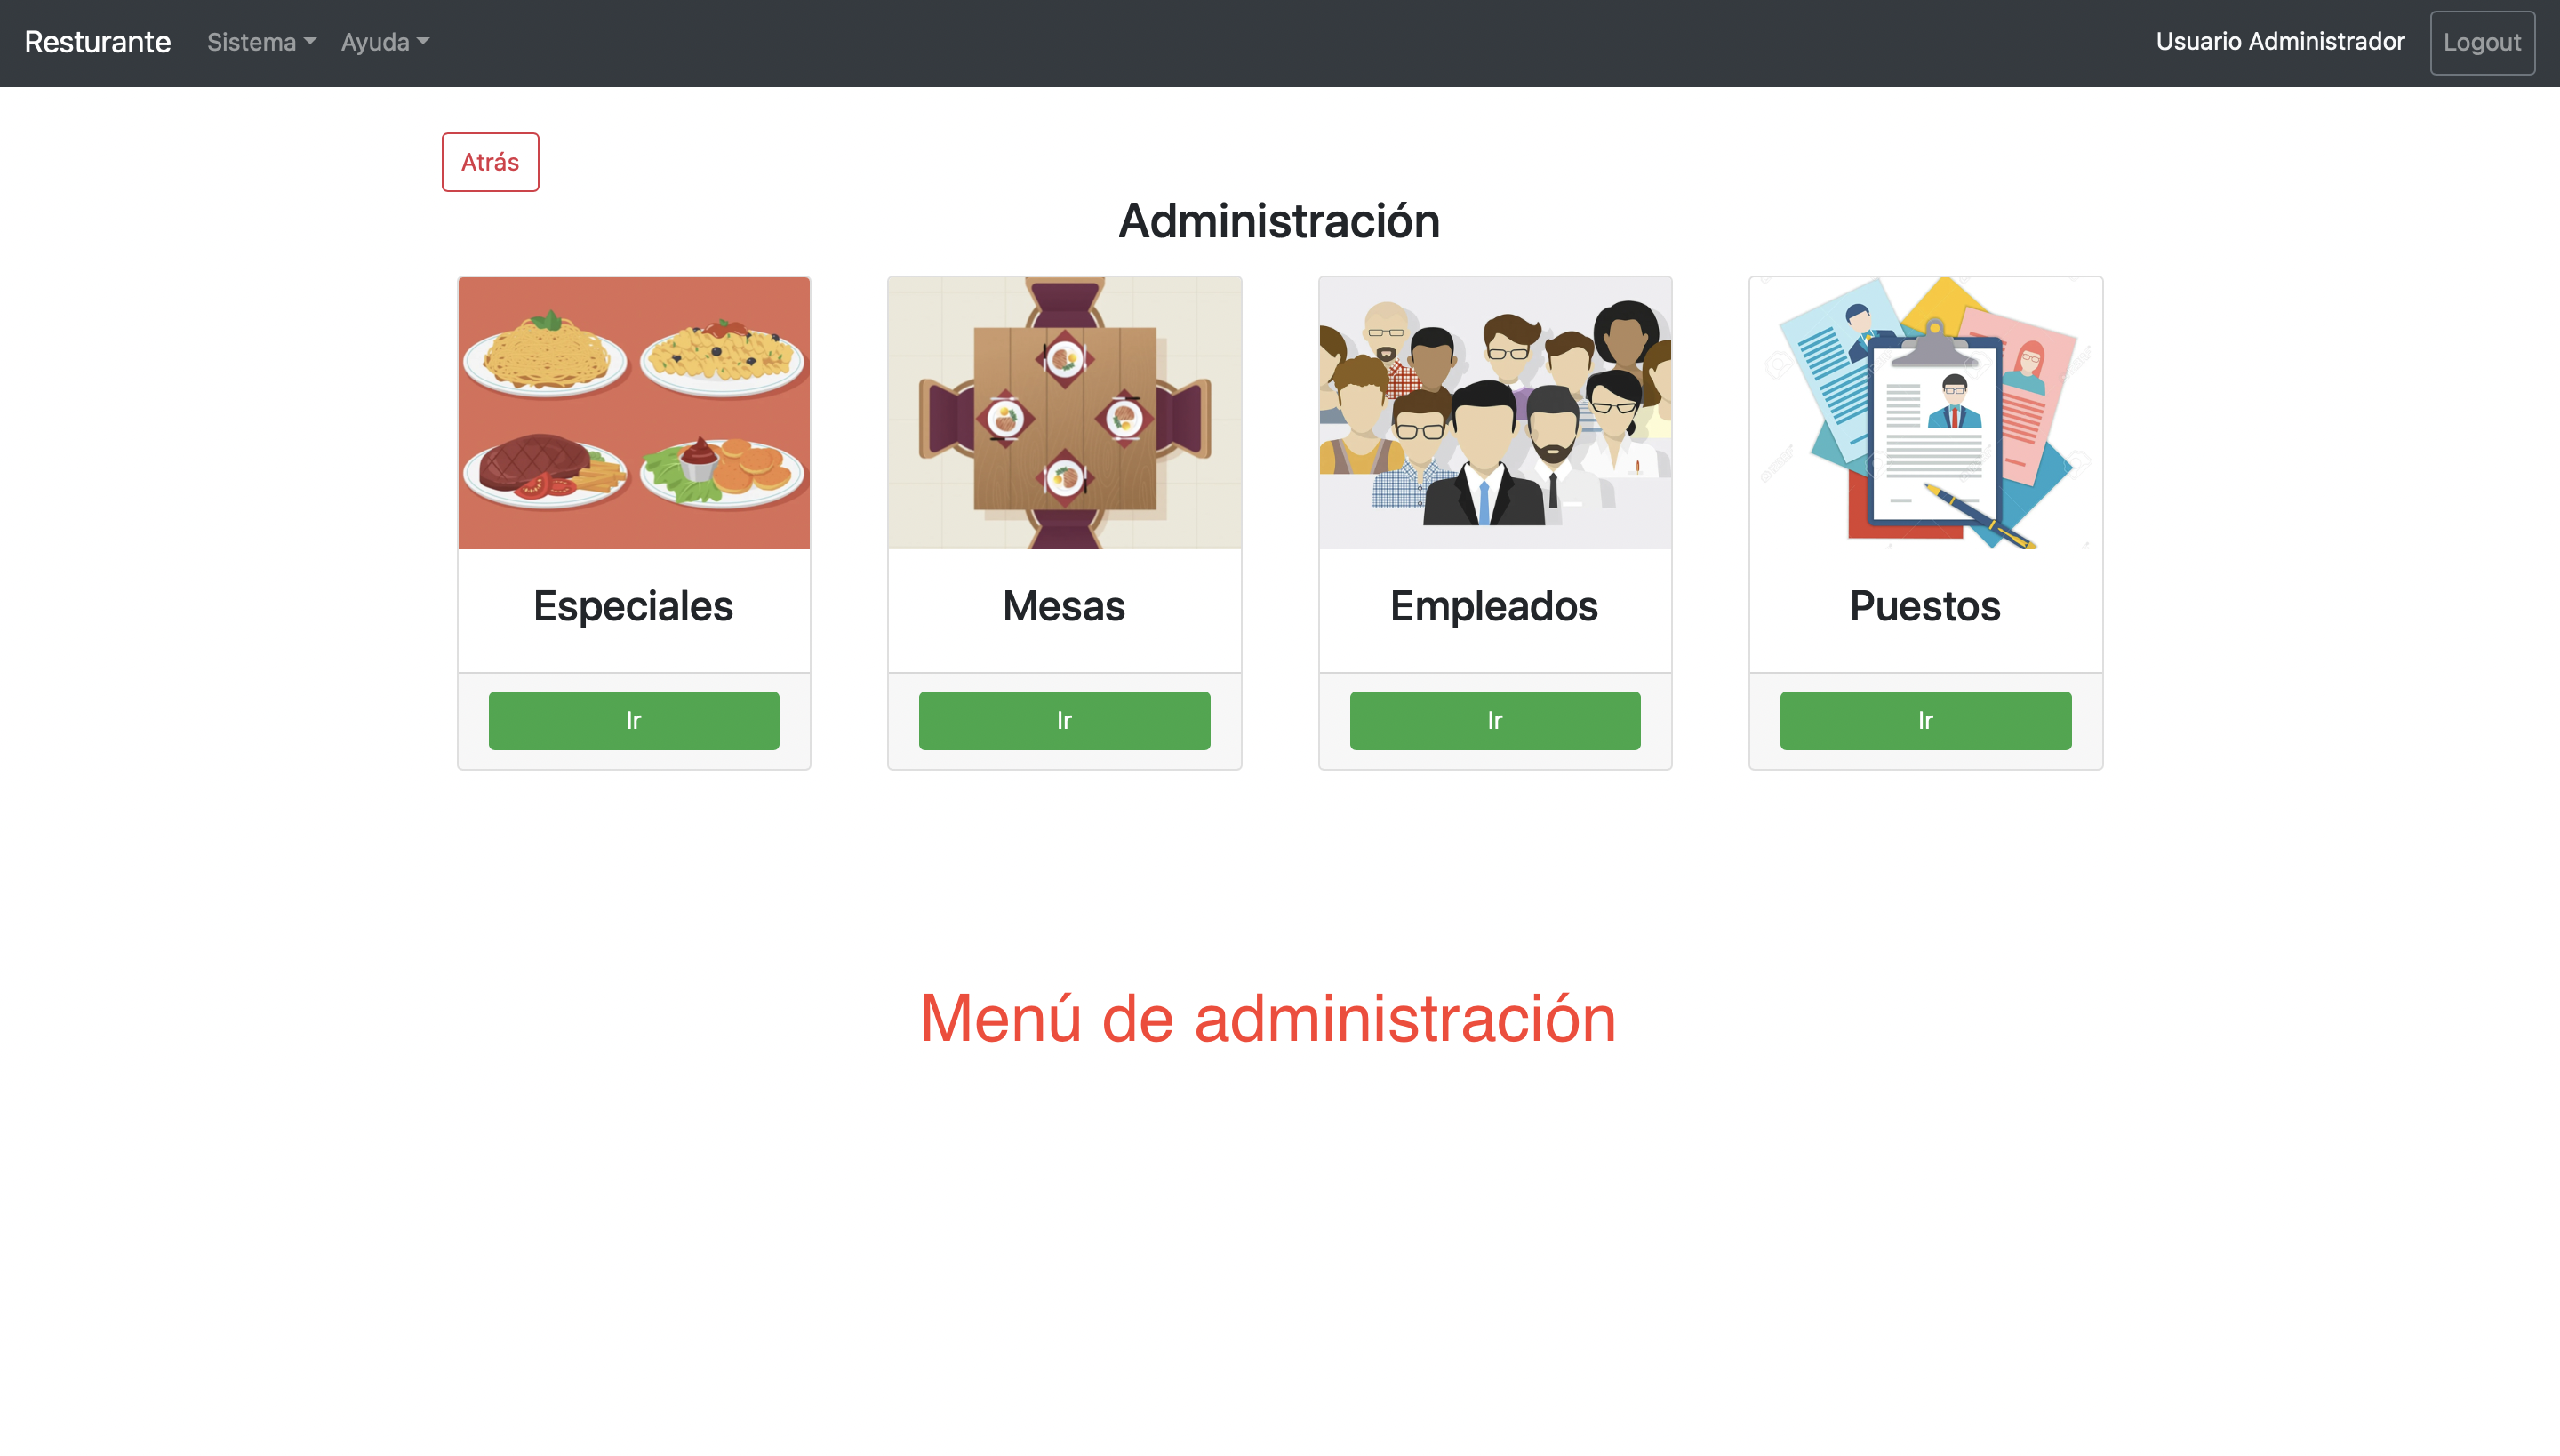 Resturante Sistema Ayuda Usuario Administrador Logout
Atrás
Administración
Especiales Mesas Empleados Puestos
Ir Ir Ir Ir
Menú de administración